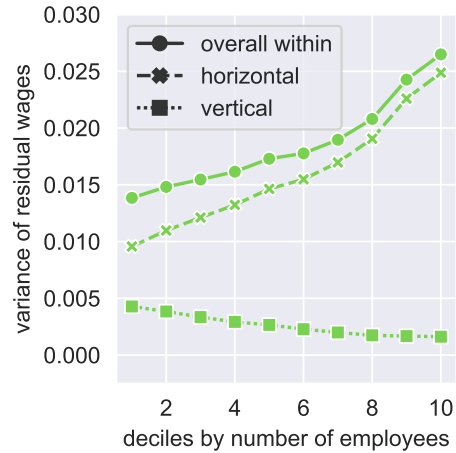 0.030
0.025
0.020
0.015
0.010
0.005
0.000
variance of residual wages
overall within
horizontal
vertical
2 4 6 8 10
deciles by number of employees